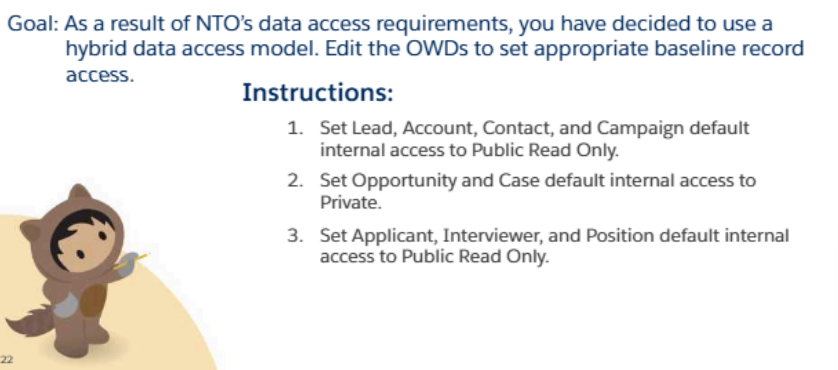 Goal: As a result of NTO's data access requirements, you have decided to use a
hybrid data access model. Edit the OWDs to set appropriate baseline record
access.
Instructions:
1. Set Lead, Account, Contact, and Campaign default
internal access to Public Read Only.
2. Set Opportunity and Case default internal access to
Private.
3. Set Applicant, Interviewer, and Position default internal
access to Public Read Only.
22